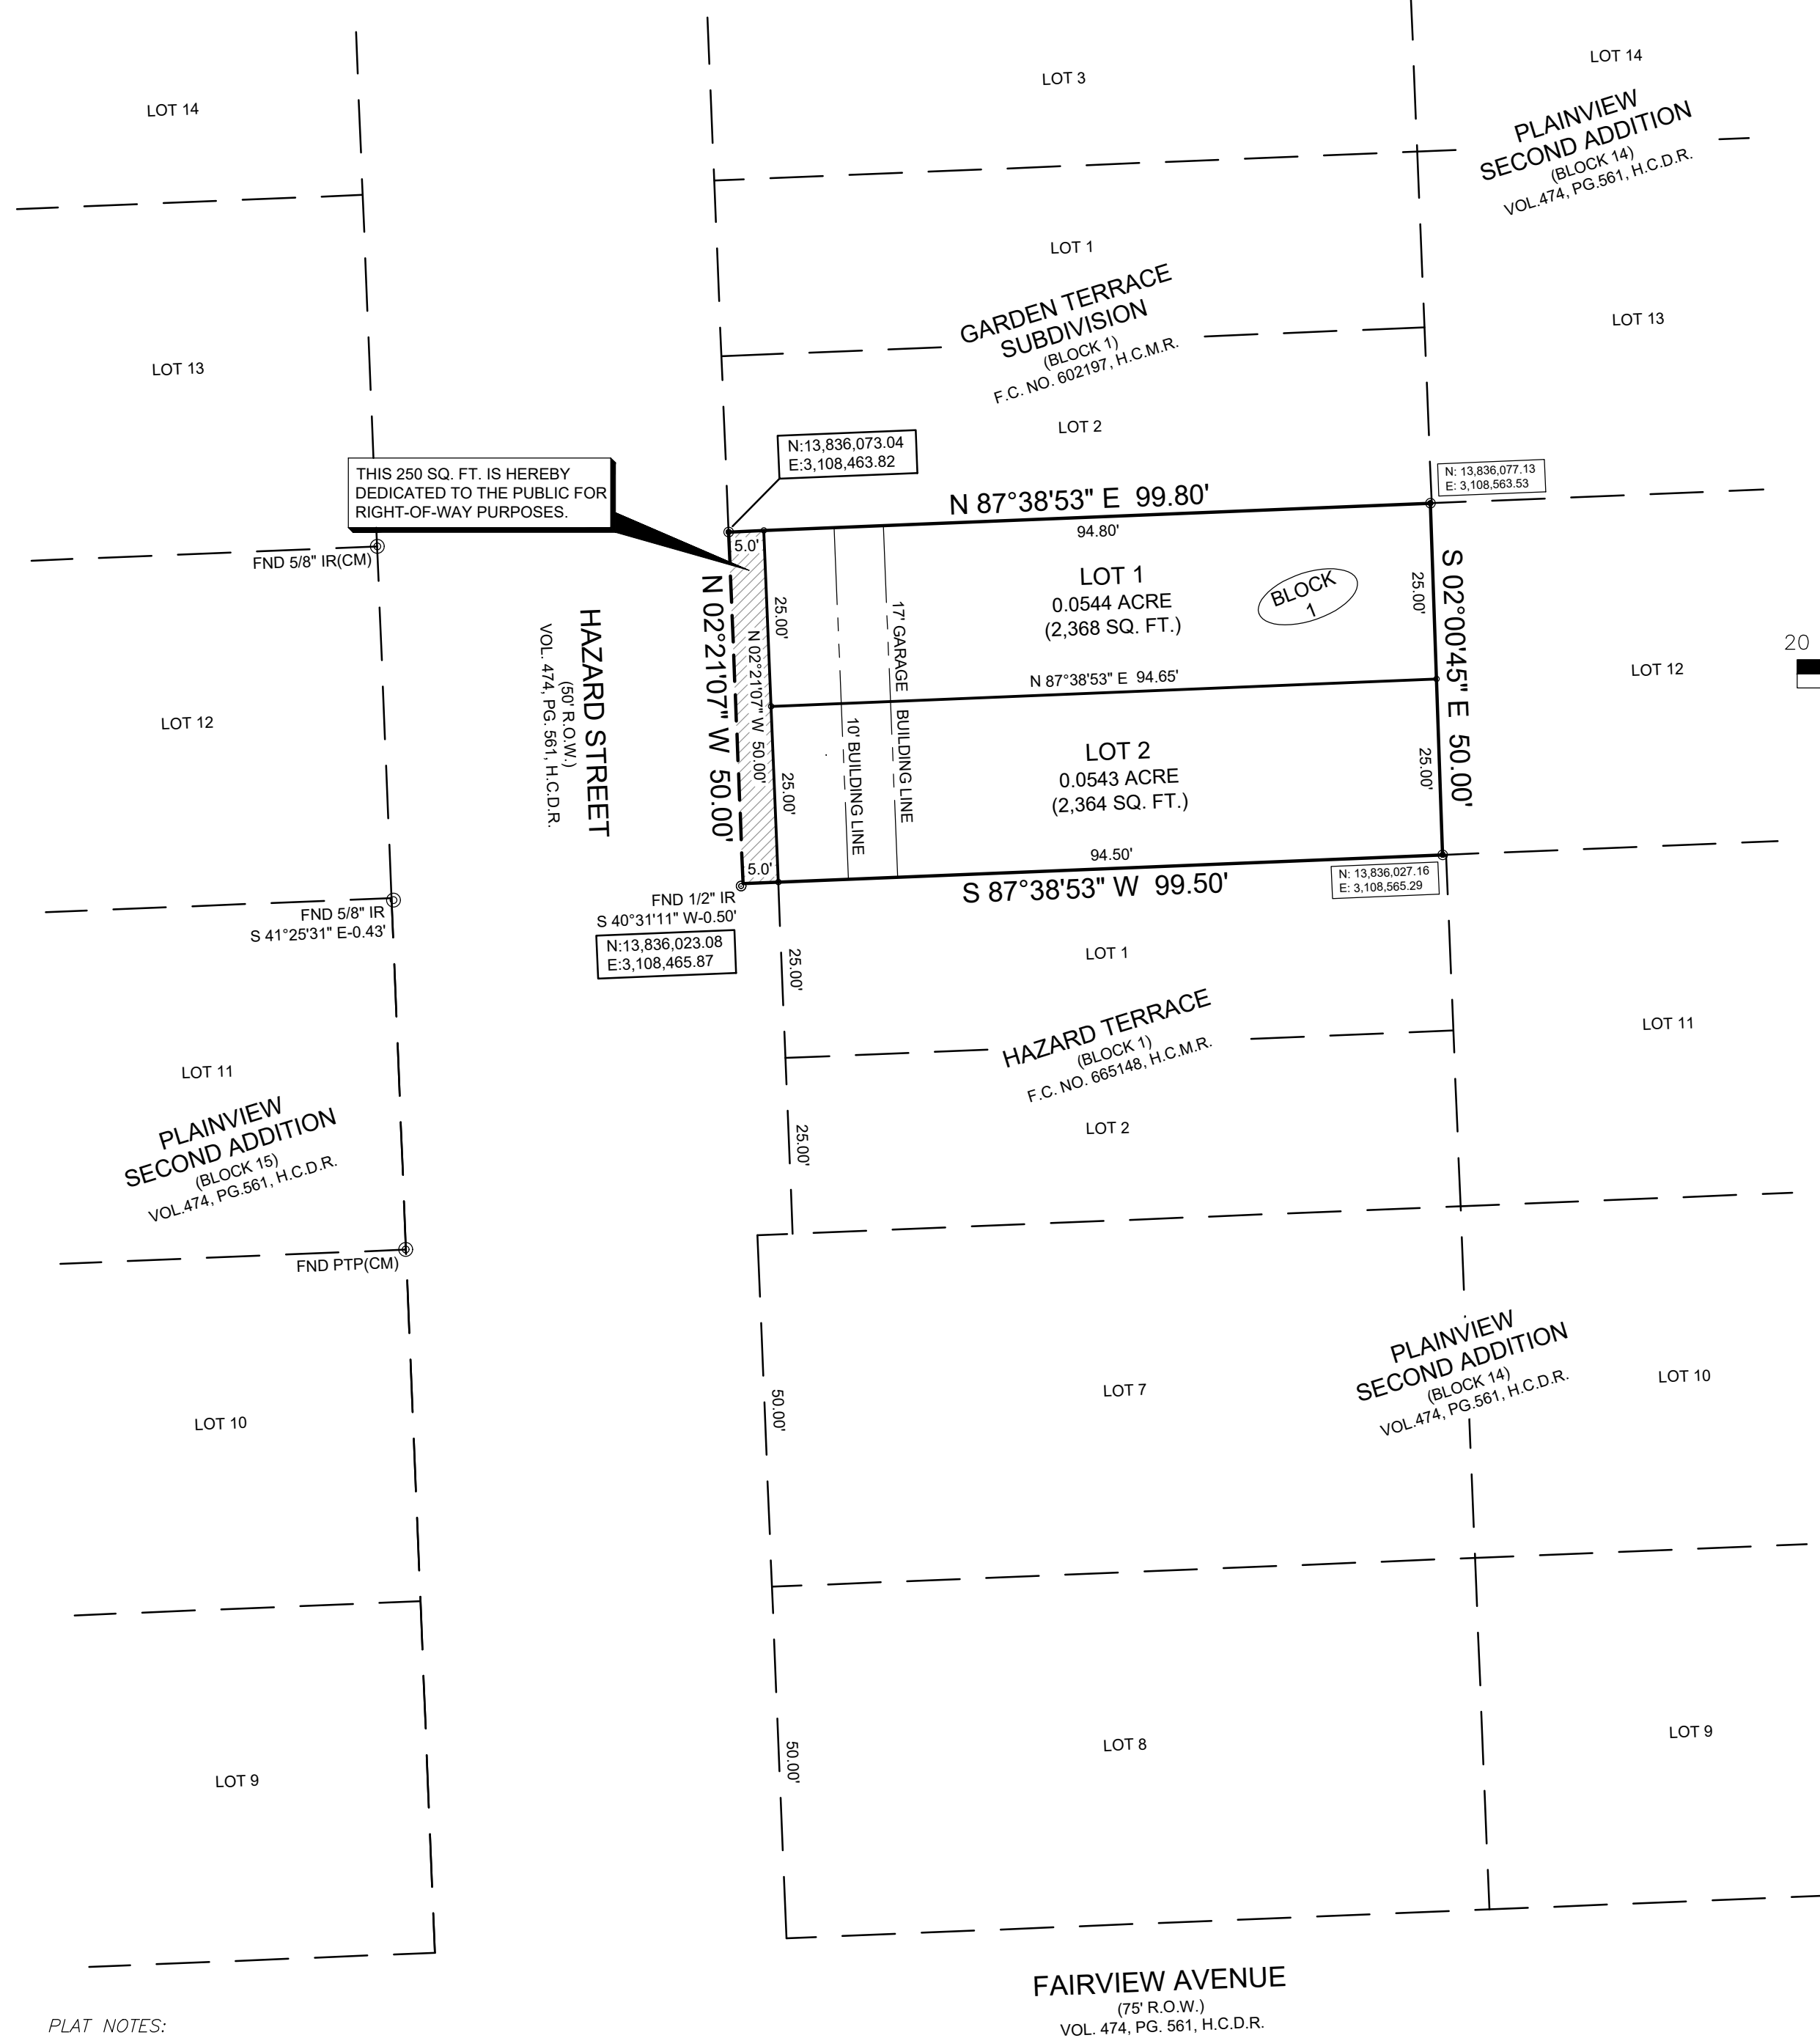 LOT 14
LOT 3
LOT 14
PLAINVIEW
SECOND ADDITION
(BLOCK 14)
VOL.474, PG.561, H.C.D.R.
LOT 1
GARDEN TERRACE
SUBDIVISION
(BLOCK 1)
F.C. NO. 602197, H.C.M.R.
LOT 13
LOT 13
LOT 2
N:13,836,073.04
E:3,108,463.82
N: 13,836,077.13
E: 3,108,563.53
THIS 250 SQ. FT. IS HEREBY
DEDICATED TO THE PUBLIC FOR
RIGHT-OF-WAY PURPOSES.
N 87°38'53" E 99.80'
94.80'
5.0'
FND 5/8" IR(CM)
LOT 1
0.0544 ACRE
(2,368 SQ. FT.)
BLOCK
1
25.00'
25.00'
S 02°00'45" E 50.00'
N 02°21'07" W 50.00'
N 02°21'07" W 50.00'
HAZARD STREET
(50' R.O.W.)
VOL. 474, PG. 561, H.C.D.R.
17' GARAGE BUILDING LINE
10' BUILDING LINE
N 87°38'53" E 94.65'
20
LOT 12
LOT 12
LOT 2
0.0543 ACRE
(2,364 SQ. FT.)
25.00'
25.00'
94.50'
5.0'
S 87°38'53" W 99.50'
N: 13,836,027.16
E: 3,108,565.29
FND 1/2" IR
S 40°31'11" W-0.50'
N:13,836,023.08
E:3,108,465.87
FND 5/8" IR
S 41°25'31" E-0.43'
25.00'
LOT 1
HAZARD TERRACE
(BLOCK 1)
F.C. NO. 665148, H.C.M.R.
LOT 11
LOT 11
PLAINVIEW
SECOND ADDITION
(BLOCK 15)
VOL.474, PG.561, H.C.D.R.
25.00'
LOT 2
FND PTP(CM)
PLAINVIEW
SECOND ADDITION
(BLOCK 14)
VOL.474, PG.561, H.C.D.R.
LOT 10
50.00'
LOT 7
LOT 10
LOT 9
50.00'
LOT 8
LOT 9
FAIRVIEW AVENUE
(75' R.O.W.)
VOL. 474, PG. 561, H.C.D.R.
PLAT NOTES: